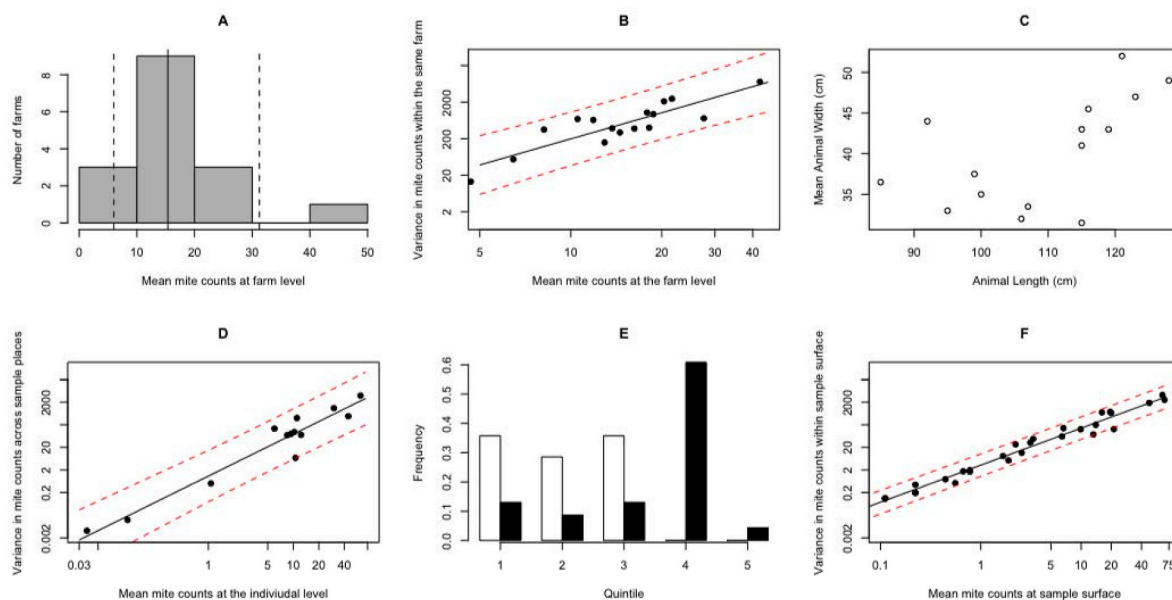 A
Number of farms
8
6
4
2
0
0 10 20 30 40 50
Mean mite counts at farm level
B
Variance in mite counts within the same farm
2000
200
20
2
5 10 20 40
Mean mite counts at the farm level
C
Mean Animal Width (cm)
50
45
40
35
90 100 110 120
Animal Length (cm)
D
Variance in mite counts across sample places
2000
20
2
0.2
0.002
0.03 1 5 10 20 40
Mean mite counts at the indiviudal level
E
Frequency
0.6
0.5
0.4
0.3
0.2
0.1
0.0
1 2 3 4 5
Quintile
F
Variance in mite counts within sample surface
2000
20
2
0.2
0.002
0.1 1 5 10 20 40 75
Mean mite counts at sample surface